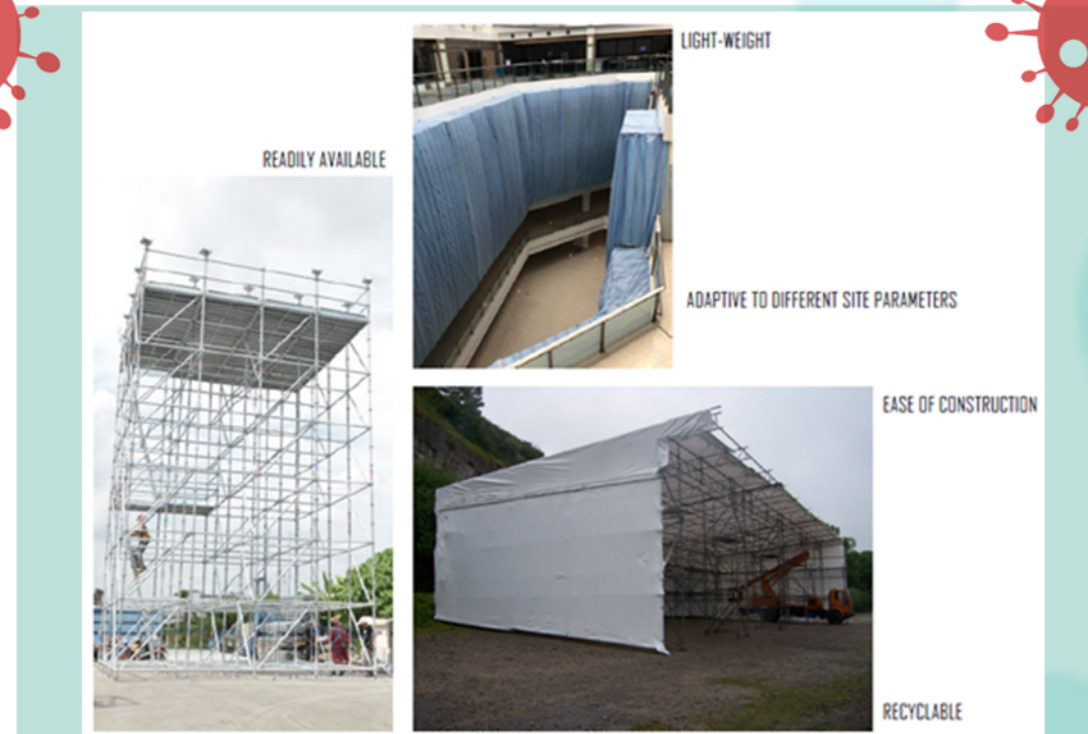 LIGHT-WEIGHT
READILY AVAILABLE
ADAPTIVE TO DIFFERENT SITE PARAMETERS
EASE OF CONSTRUCTION
RECYCLABLE